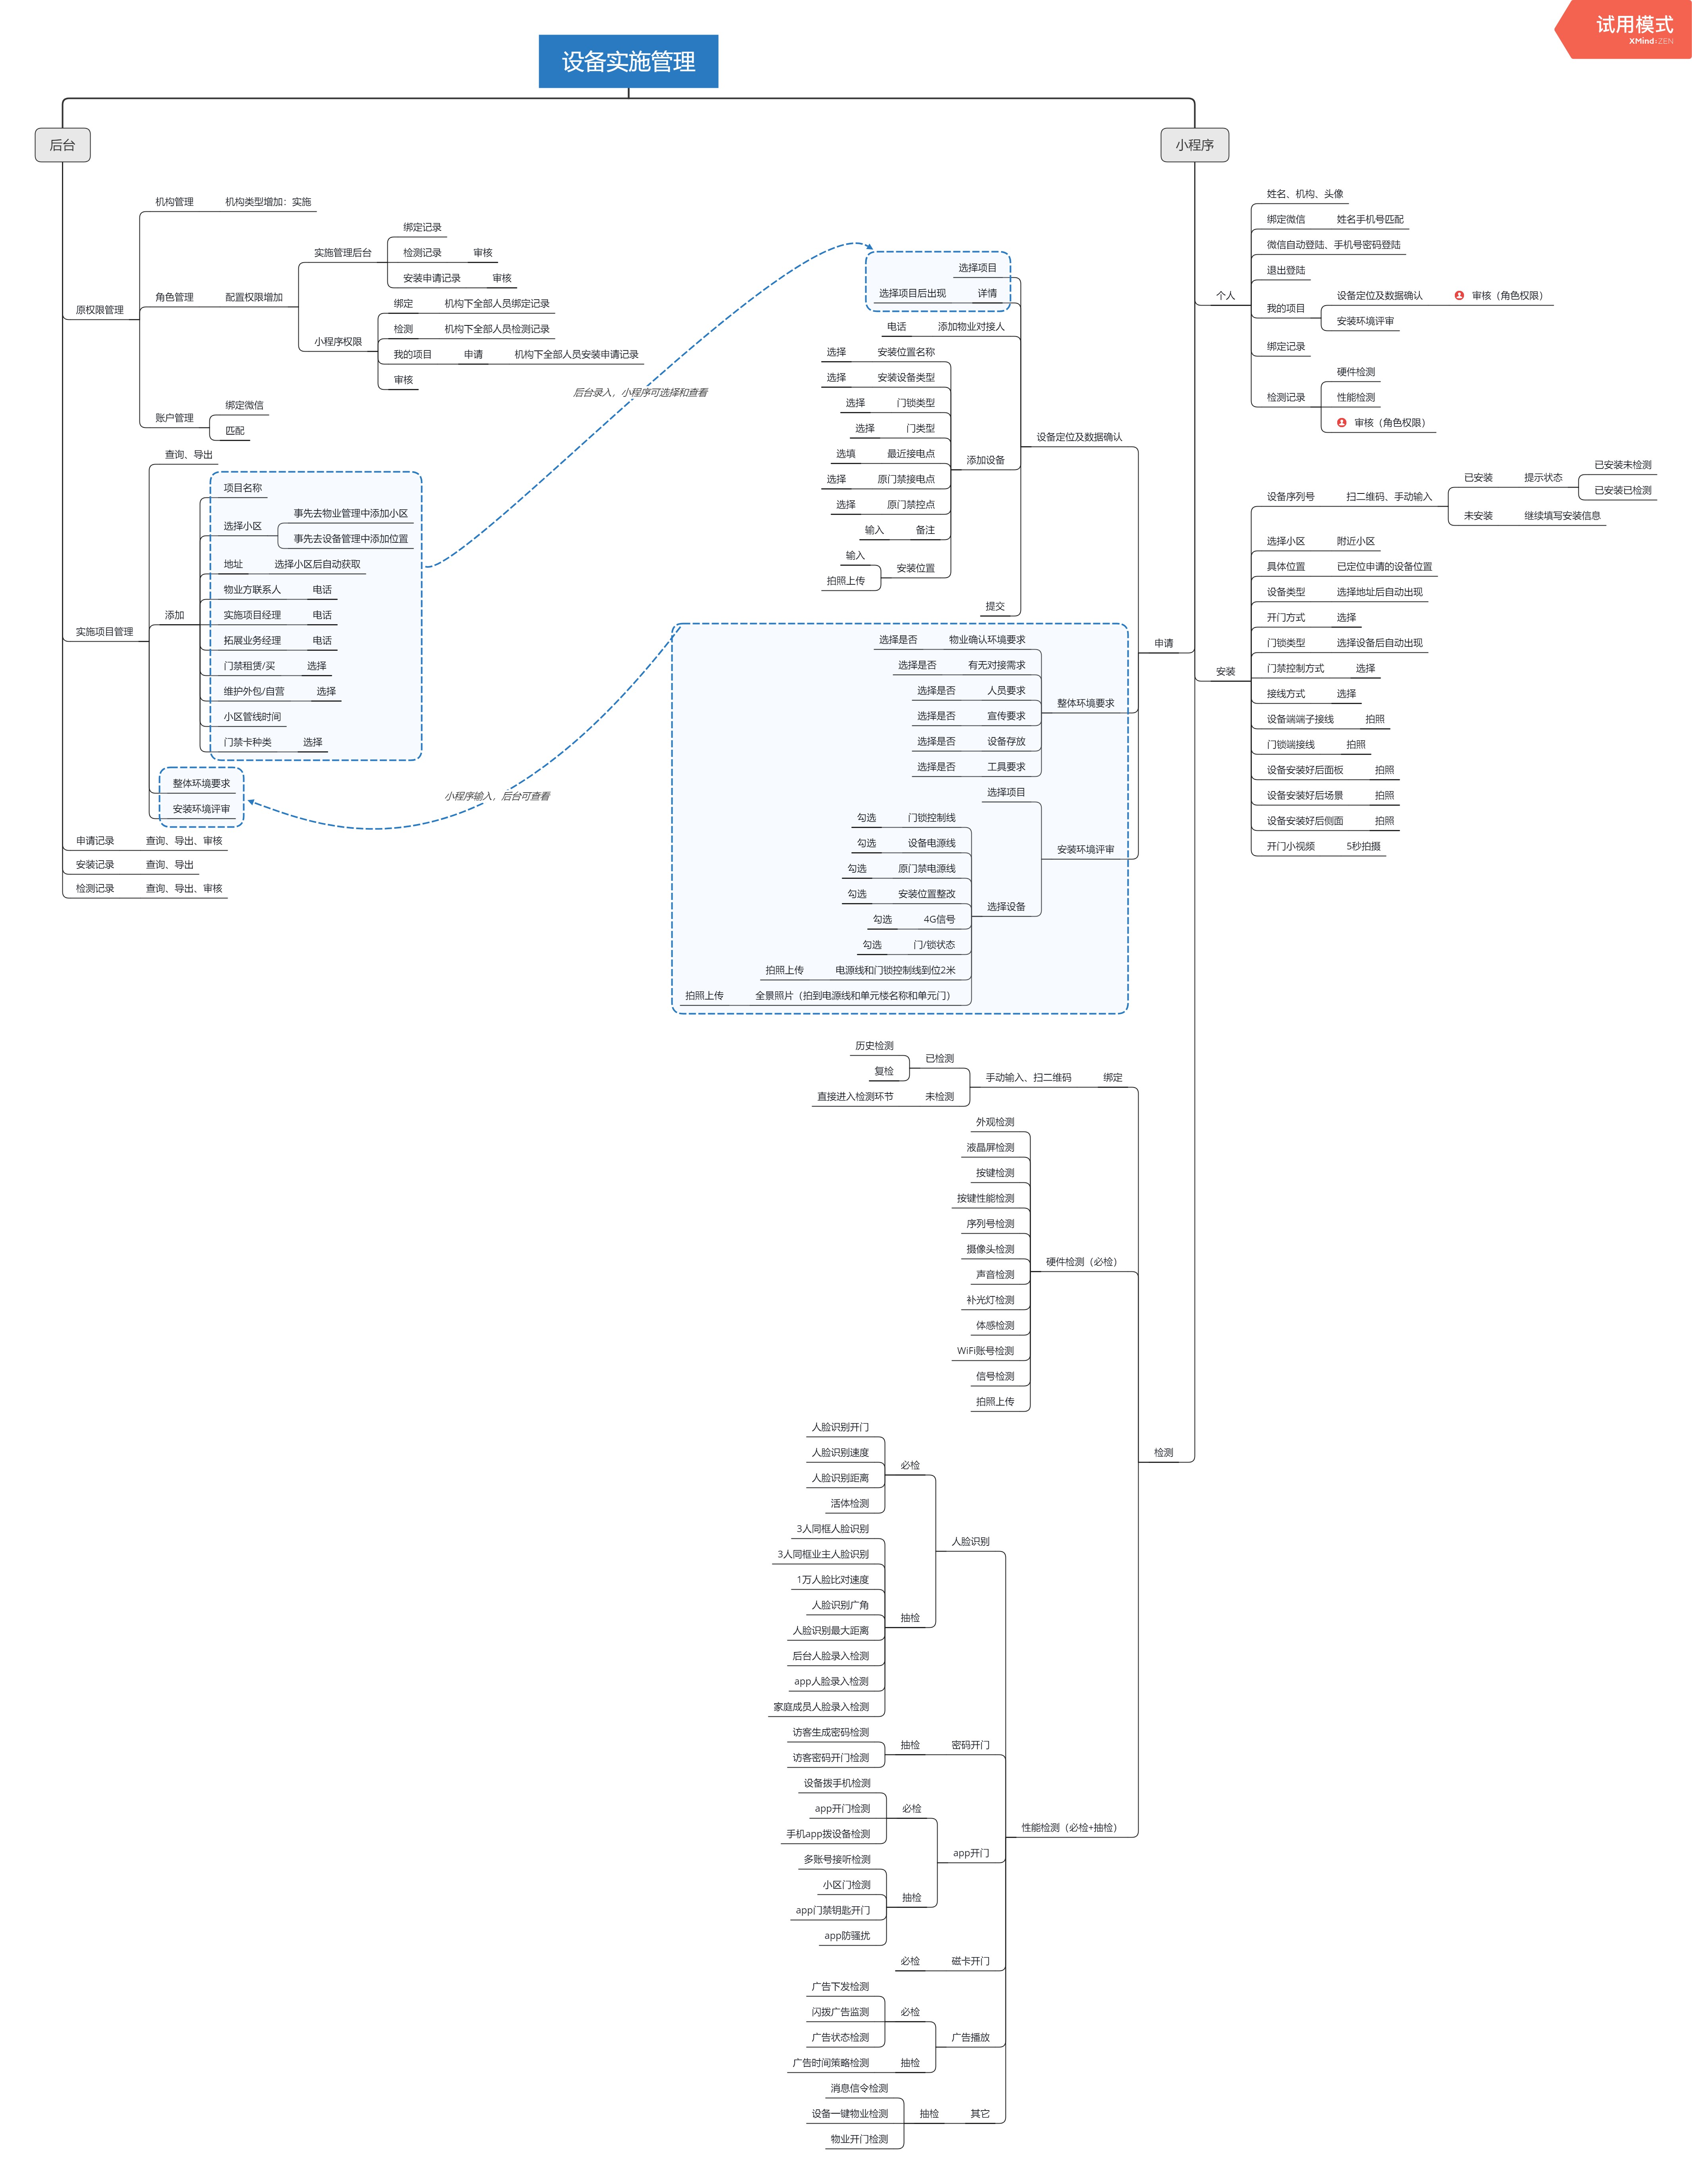 试用模式
XMind:ZEN
设备实施管理
后台
原权限管理
机构管理
机构类型增加：实施
角色管理
配置权限增加
实施管理后台
绑定记录
检测记录
审核
安装申请记录
审核
小程序权限
绑定
机构下全部人员绑定记录
检测
机构下全部人员检测记录
我的项目
申请
机构下全部人员安装申请记录
审核
账户管理
绑定微信
匹配
实施项目管理
查询、导出
添加
项目名称
选择小区
事先去物业管理中添加小区
事先去设备管理中添加位置
地址
选择小区后自动获取
物业方联系人
电话
实施项目经理
电话
拓展业务经理
电话
门禁租赁/买
选择
维护外包/自营
选择
小区管线时间
门禁卡种类
选择
整体环境要求
安装环境评审
申请记录
查询、导出、审核
安装记录
查询、导出
检测记录
查询、导出、审核
后台录入，小程序可选择和查看
小程序输入，后台可查看
小程序
个人
姓名、机构、头像
绑定微信
姓名手机号匹配
微信自动登陆、手机号密码登陆
退出登陆
我的项目
设备定位及数据确认
审核（角色权限）
安装环境评审
绑定记录
检测记录
硬件检测
性能检测
审核（角色权限）
安装
设备序列号
扫二维码、手动输入
已安装
提示状态
已安装未检测
已安装已检测
未安装
继续填写安装信息
选择小区
附近小区
具体位置
已定位申请的设备位置
设备类型
选择地址后自动出现
开门方式
选择
门锁类型
选择设备后自动出现
门禁控制方式
选择
接线方式
选择
设备端端子接线
拍照
门锁端接线
拍照
设备安装好后面板
拍照
设备安装好后场景
拍照
设备安装好后侧面
拍照
开门小视频
5秒拍摄
申请
设备定位及数据确认
选择项目
选择项目后出现
详情
电话
添加物业对接人
添加设备
选择
安装位置名称
选择
安装设备类型
选择
门锁类型
选择
门类型
选填
最近接电点
选择
原门禁接电点
选择
原门禁控点
输入
备注
输入
拍照上传
安装位置
提交
整体环境要求
选择是否
物业确认环境要求
选择是否
有无对接需求
选择是否
人员要求
选择是否
宣传要求
选择是否
设备存放
选择是否
工具要求
安装环境评审
选择项目
选择设备
勾选
门锁控制线
勾选
设备电源线
勾选
原门禁电源线
勾选
安装位置整改
勾选
4G信号
勾选
门/锁状态
拍照上传
电源线和门锁控制线到位2米
拍照上传
全景照片（拍到电源线和单元楼名称和单元门）
检测
绑定
手动输入、扫二维码
已检测
历史检测
复检
未检测
直接进入检测环节
硬件检测（必检）
外观检测
液晶屏检测
按键检测
按键性能检测
序列号检测
摄像头检测
声音检测
补光灯检测
体感检测
WiFi账号检测
信号检测
拍照上传
性能检测（必检+抽检）
人脸识别
必检
人脸识别开门
人脸识别速度
人脸识别距离
活体检测
抽检
3人同框人脸识别
3人同框业主人脸识别
1万人脸比对速度
人脸识别广角
人脸识别最大距离
后台人脸录入检测
app人脸录入检测
家庭成员人脸录入检测
密码开门
抽检
访客生成密码检测
访客密码开门检测
app开门
必检
设备拨手机检测
app开门检测
手机app拨设备检测
抽检
多账号接听检测
小区门检测
app门禁钥匙开门
app防骚扰
磁卡开门
必检
广告播放
必检
广告下发检测
闪拨广告监测
广告状态检测
抽检
广告时间策略检测
其它
抽检
消息信令检测
设备一键物业检测
物业开门检测